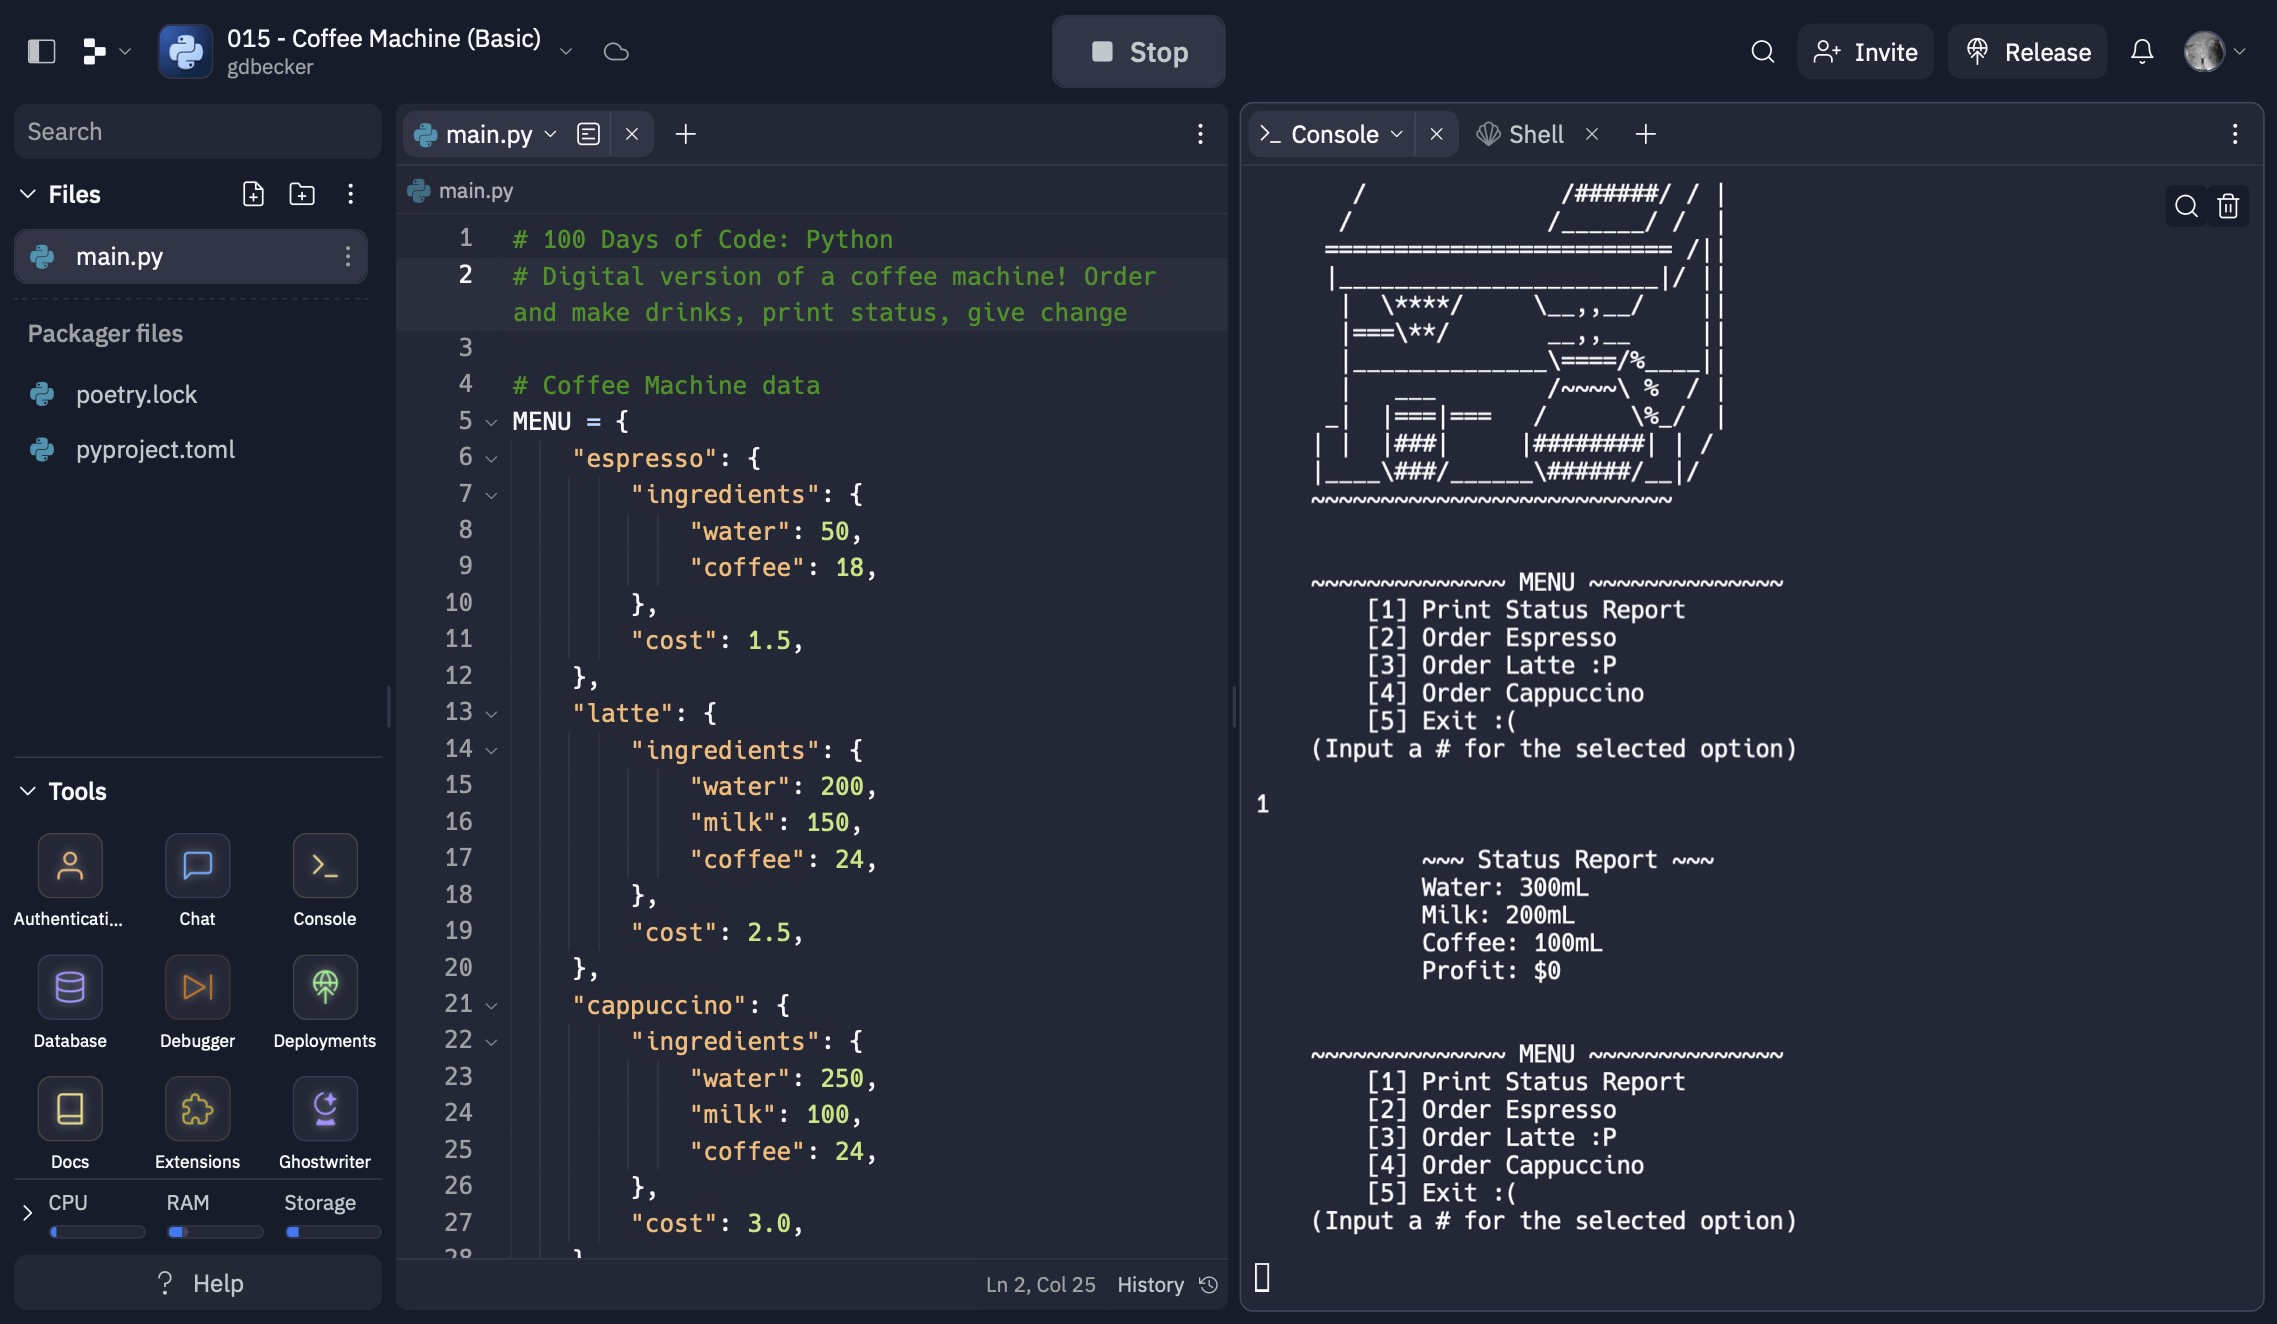 015 - Coffee Machine (Basic)
gdbecker
Stop
Invite
Release
Search
Files
main.py
Packager files
poetry.lock
pyproject.toml
Tools
Authenticati...
Chat
Console
Database
Debugger
Deployments
Docs
Extensions
Ghostwriter
CPU
RAM
Storage
? Help
main.py
main.py
1 # 100 Days of Code: Python
2 # Digital version of a coffee machine! Order
and make drinks, print status, give change
3
4 # Coffee Machine data
5 MENU = {
6 "espresso": {
7 "ingredients": {
8 "water": 50,
9 "coffee": 18,
10 },
11 "cost": 1.5,
12 },
13 "latte": {
14 "ingredients": {
15 "water": 200,
16 "milk": 150,
17 "coffee": 24,
18 },
19 "cost": 2.5,
20 },
21 "cappuccino": {
22 "ingredients": {
23 "water": 250,
24 "milk": 100,
25 "coffee": 24,
26 },
27 "cost": 3.0,
28 }
Ln 2, Col 25
History
>_ Console
Shell
/               /######/ / |
/              /______/ /  |
========================= /||
|_______________________|/ ||
|  \****/     \__,,__/    ||
|===\**/       __,,__     ||
|______________\====/%____||
|   ___        /~~~~\ %  / |
_|  |===|===   /      \%_/  |
| |  |###|     |########| | /
|____\###/______\######/__|/
~~~~~~~~~~~~~~~~~~~~~~~~~~
~~~~~~~~~~~~~~ MENU ~~~~~~~~~~~~~~
[1] Print Status Report
[2] Order Espresso
[3] Order Latte :P
[4] Order Cappuccino
[5] Exit :(
(Input a # for the selected option)
1
~~~ Status Report ~~~
Water: 300mL
Milk: 200mL
Coffee: 100mL
Profit: $0
~~~~~~~~~~~~~~ MENU ~~~~~~~~~~~~~~
[1] Print Status Report
[2] Order Espresso
[3] Order Latte :P
[4] Order Cappuccino
[5] Exit :(
(Input a # for the selected option)